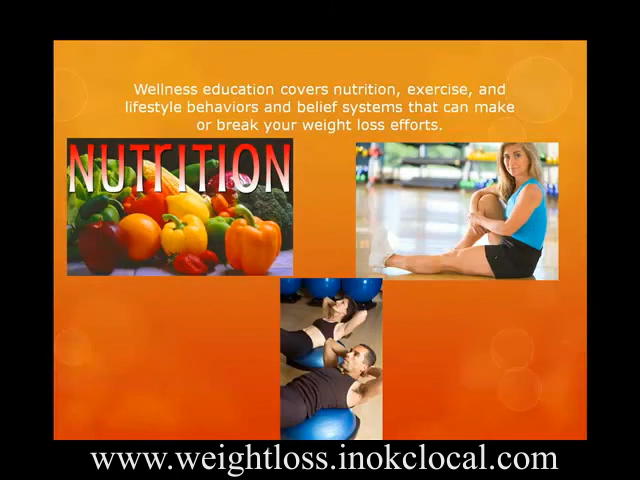 Wellness education covers nutrition, exercise, and
lifestyle behaviors and belief systems that can make
or break your weight loss efforts.
NUTRITION
www.weightloss.inokclocal.com